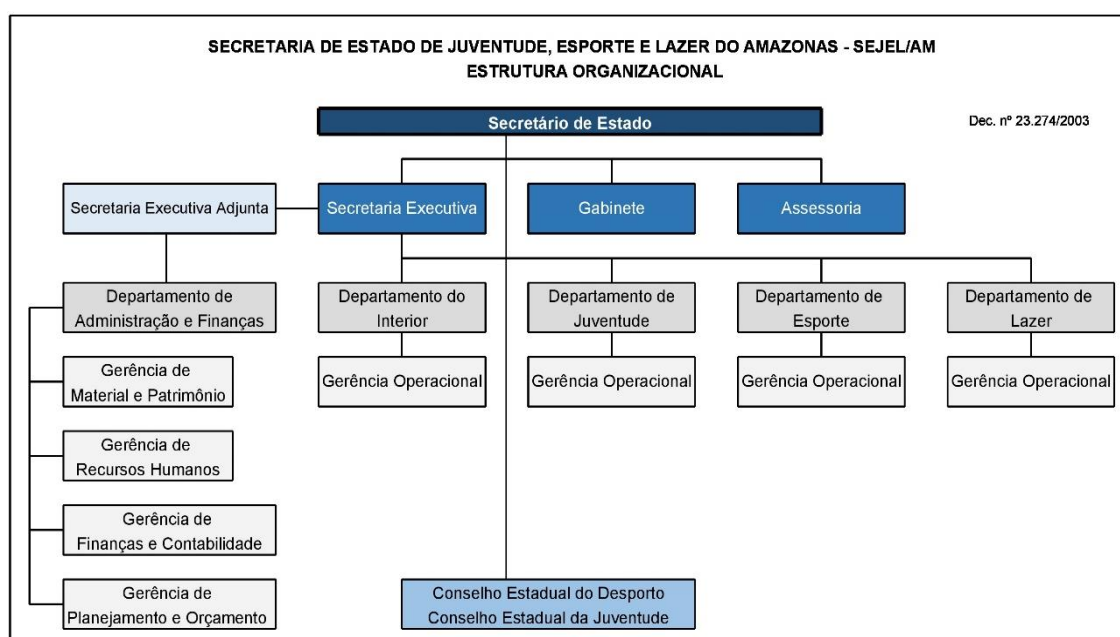 SECRETARIA DE ESTADO DE JUVENTUDE, ESPORTE E LAZER DO AMAZONAS - SEJEL/AM
ESTRUTURA ORGANIZACIONAL
Secretário de Estado
Dec. nº 23.274/2003
Secretaria Executiva Adjunta
Secretaria Executiva
Gabinete
Assessoria
Departamento de
Administração e Finanças
Departamento do
Interior
Departamento de
Juventude
Departamento de
Esporte
Departamento de
Lazer
Gerência de
Material e Patrimônio
Gerência Operacional
Gerência Operacional
Gerência Operacional
Gerência Operacional
Gerência de
Recursos Humanos
Gerência de
Finanças e Contabilidade
Gerência de
Planejamento e Orçamento
Conselho Estadual do Desporto
Conselho Estadual da Juventude